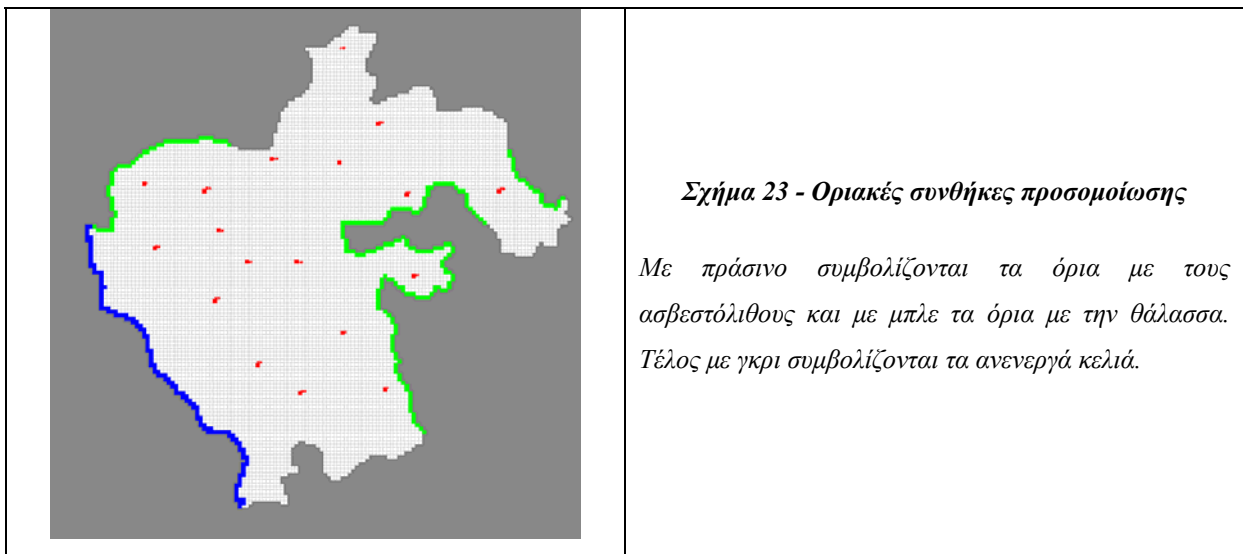 Σχήμα 23 - Οριακές συνθήκες προσομοίωσης
Με πράσινο συμβολίζονται τα όρια με τους
ασβεστόλιθους και με μπλε τα όρια με την θάλασσα.
Τέλος με γκρι συμβολίζονται τα ανενεργά κελιά.